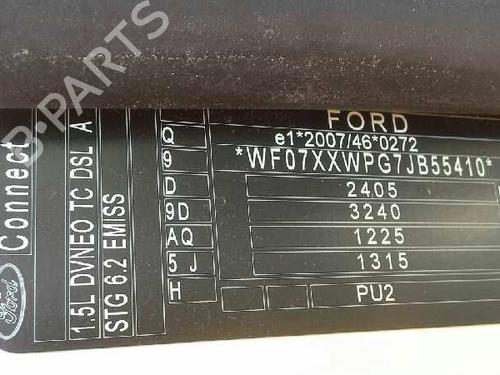 Connect
Ford
1.5L DVNEO TC DSL A
STG 6.2 EMISS
FORD
Q e1*2007/46*0272
9 *WF07XXWPG7JB55410*
D 2405
9D 3240
AQ 1225
5 J 1315
H PU2
B-PARTS